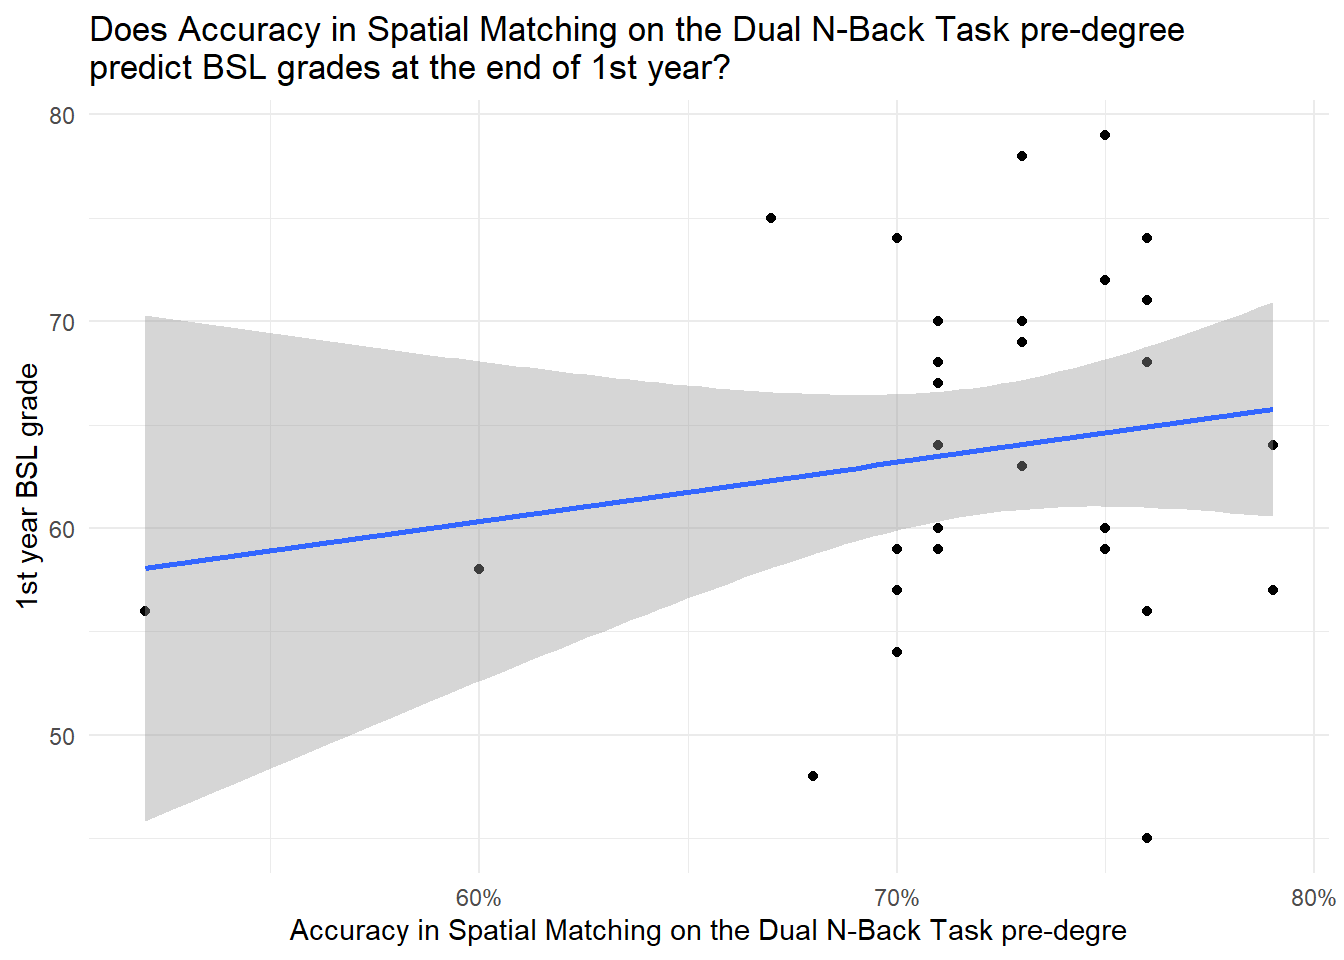 Does Accuracy in Spatial Matching on the Dual N-Back Task pre-degree
predict BSL grades at the end of 1st year?
80
70
60
50
1st year BSL grade
60%
70%
80%
Accuracy in Spatial Matching on the Dual N-Back Task pre-degre